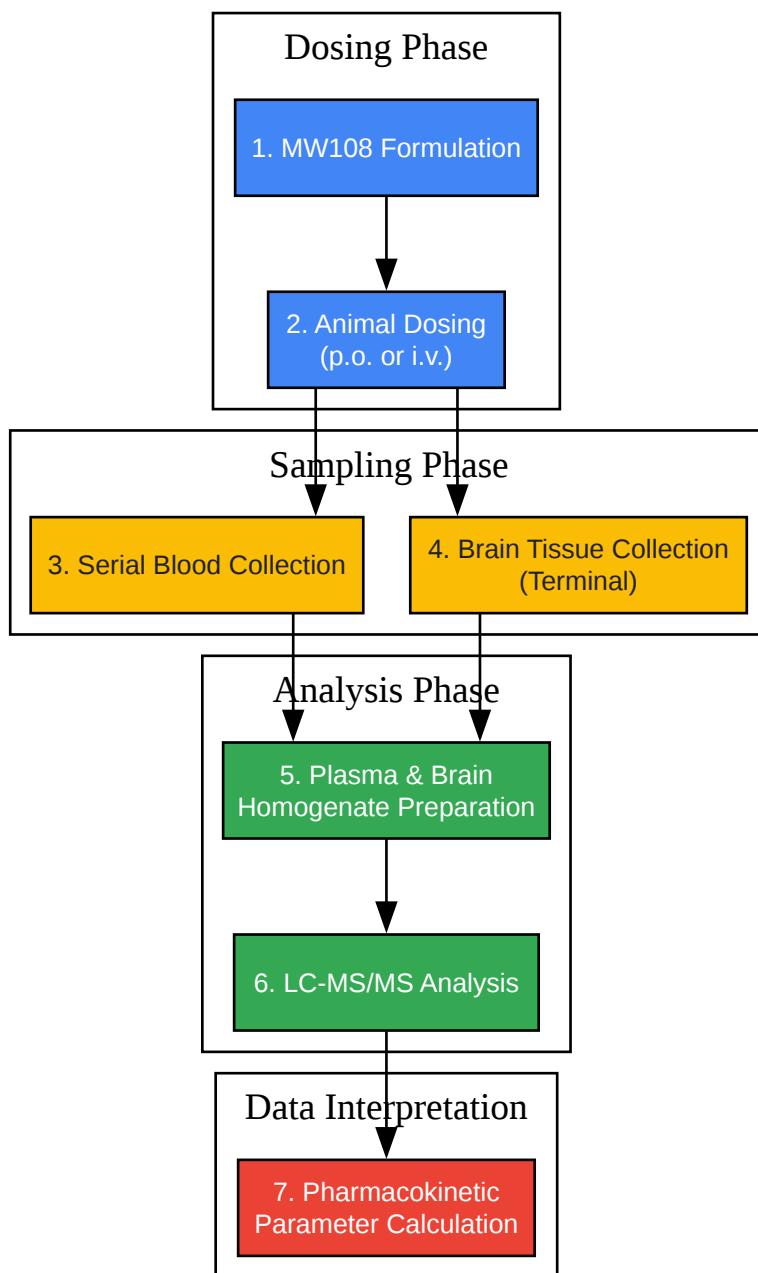 Dosing Phase
1. MW108 Formulation
2. Animal Dosing
(p.o. or i.v.)
Sampling Phase
3. Serial Blood Collection
4. Brain Tissue Collection
(Terminal)
Analysis Phase
5. Plasma & Brain
Homogenate Preparation
6. LC-MS/MS Analysis
Data Interpretation
7. Pharmacokinetic
Parameter Calculation